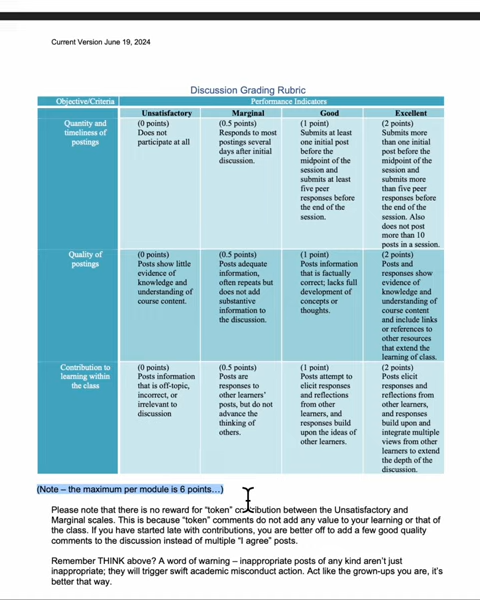 Current Version June 19, 2024
Discussion Grading Rubric
Objective/Criteria
Performance Indicators
Unsatisfactory
Marginal
Good
Excellent
Quantity and
timeliness of
postings
(0 points)
Does not
participate at all
(0.5 points)
Responds to most
postings several
days after initial
discussion.
(1 point)
Submits at least
one initial post
before the
midpoint of the
session and
submits at least
five peer
responses before
the end of the
session.
(2 points)
Submits more
than one initial
post before the
midpoint of the
session and
submits more
than five peer
responses before
the end of the
session. Also
does not post
more than 10
posts in a session.
Quality of
postings
(0 points)
Posts show little
evidence of
knowledge and
understanding of
course content.
(0.5 points)
Posts adequate
information,
often repeats but
does not add
substantive
information to
the discussion.
(1 point)
Posts information
that is factually
correct; lacks full
development of
concepts or
thoughts.
(2 points)
Posts and
responses show
evidence of
knowledge and
understanding of
course content
and include links
or references to
other resources
that extend the
learning of class.
Contribution to
learning within
the class
(0 points)
Posts information
that is off-topic,
incorrect, or
irrelevant to
discussion
(0.5 points)
Posts are
responses to
other learners'
posts, but do not
advance the
thinking of
others.
(1 point)
Posts attempt to
elicit responses
and reflections
from other
learners, and
responses build
upon the ideas of
other learners.
(2 points)
Posts elicit
responses and
reflections from
other learners,
and responses
build upon and
integrate multiple
views from other
learners to extend
the depth of the
discussion.
(Note – the maximum per module is 6 points…)
Please note that there is no reward for “token” contribution between the Unsatisfactory and
Marginal scales. This is because “token” comments do not add any value to your learning or that of
the class. If you have started late with contributions, you are better off to add a few good quality
comments to the discussion instead of multiple “I agree” posts.
Remember THINK above? A word of warning – inappropriate posts of any kind aren’t just
inappropriate; they will trigger swift academic misconduct action. Act like the grown-ups you are, it’s
better that way.